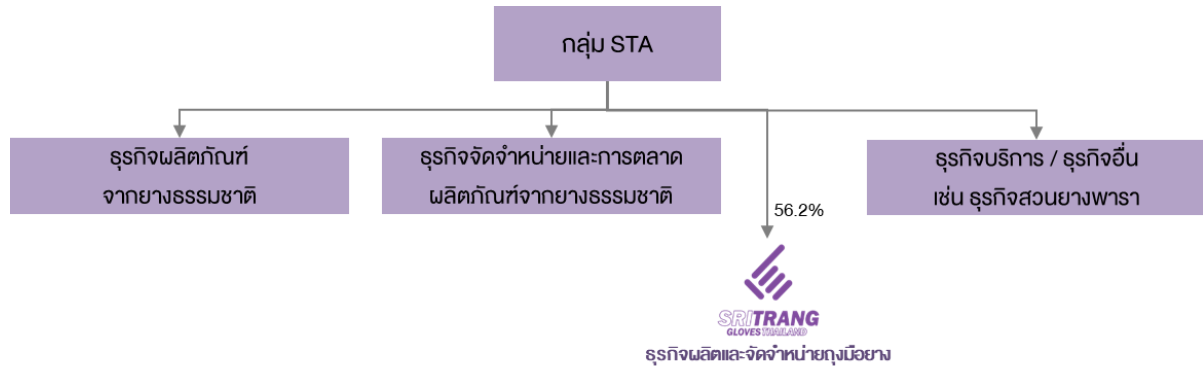 กลุ่ม STA
ธุรกิจผลิตภัณฑ์
จากยางธรรมชาติ
ธุรกิจจัดจำหน่ายและการตลาด
ผลิตภัณฑ์จากยางธรรมชาติ
ธุรกิจบริการ / ธุรกิจอื่น
เช่น ธุรกิจสวนยางพารา
56.2%
SRITRANG
GLOVES THAILAND
ธุรกิจผลิตและจัดจำหน่ายถุงมือยาง